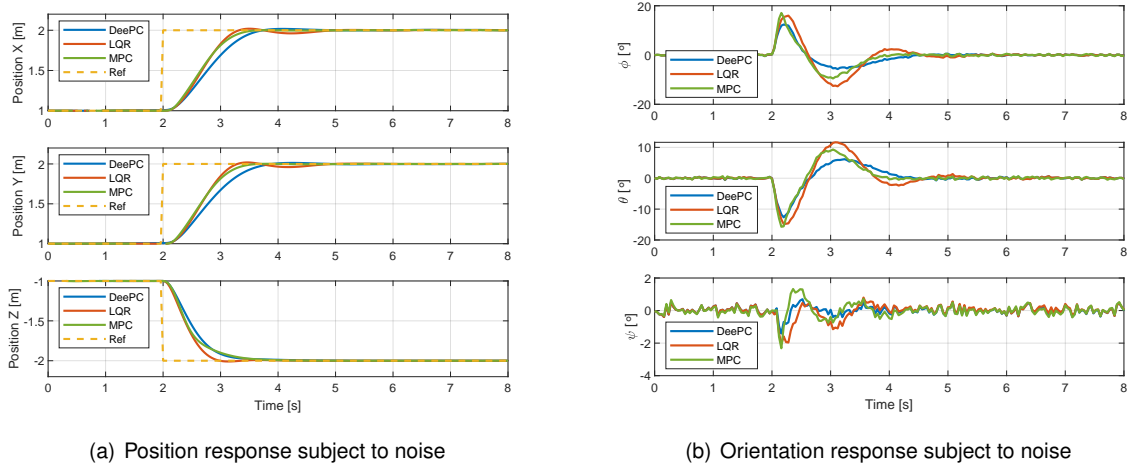 Position X [m]
2
1.5
1
DeePC
LQR
MPC
Ref
0 1 2 3 4 5 6 7 8
Position Y [m]
2
1.5
1
DeePC
LQR
MPC
Ref
0 1 2 3 4 5 6 7 8
Position Z [m]
-1
-1.5
-2
DeePC
LQR
MPC
Ref
0 1 2 3 4 5 6 7 8
Time [s]
(a) Position response subject to noise
ϕ [º]
20
0
-20
DeePC
LQR
MPC
0 1 2 3 4 5 6 7 8
θ [º]
10
0
-10
-20
DeePC
LQR
MPC
0 1 2 3 4 5 6 7 8
ψ [º]
2
0
-2
-4
DeePC
LQR
MPC
0 1 2 3 4 5 6 7 8
Time [s]
(b) Orientation response subject to noise